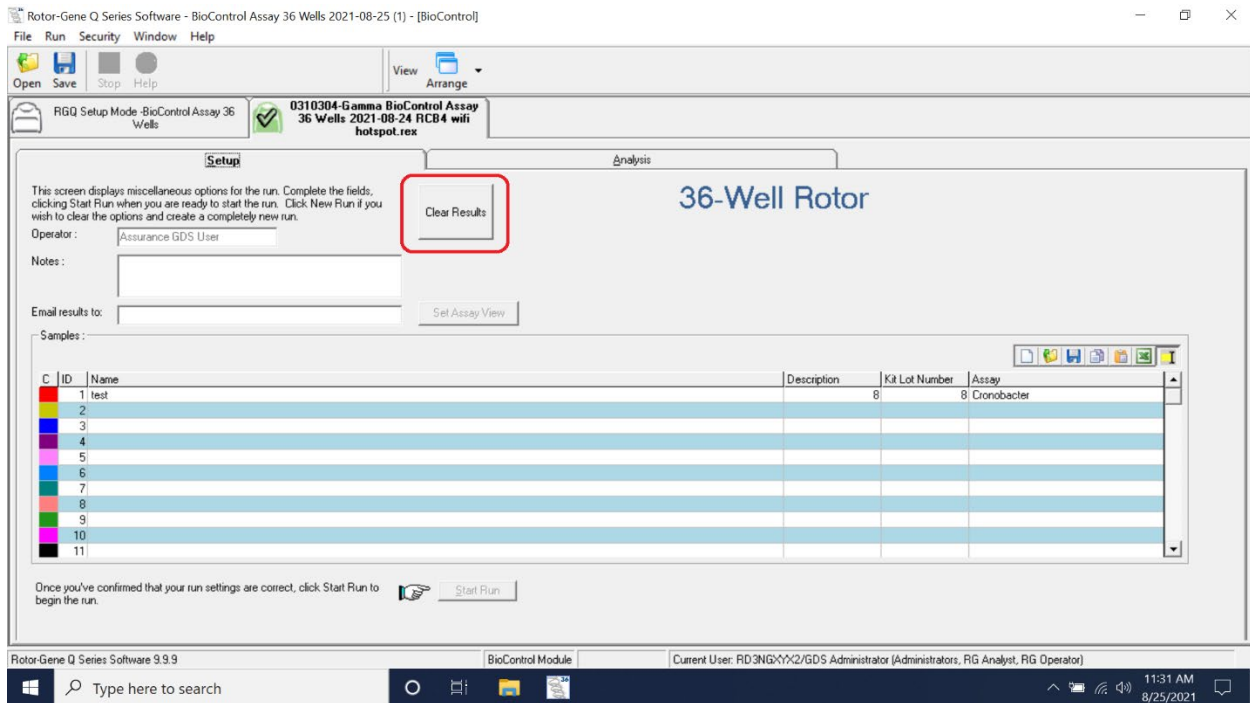 Rotor-Gene Q Series Software - BioControl Assay 36 Wells 2021-08-25 (1) - [BioControl]
File Run Security Window Help
Open Save Stop Help View Arrange
RGQ Setup Mode -BioControl Assay 36
Wells
0310304-Gamma BioControl Assay
36 Wells 2021-08-24 RCB4 wifi
hotspot.rex
Setup Analysis
This screen displays miscellaneous options for the run. Complete the fields,
clicking Start Run when you are ready to start the run. Click New Run if you
wish to clear the options and create a completely new run.
Clear Results
36-Well Rotor
Operator : Assurance GDS User
Notes :
Email results to: Set Assay View
Samples :
C ID Name Description Kit Lot Number Assay
1 test 8 8 Cronobacter
2
3
4
5
6
7
8
9
10
11
Once you've confirmed that your run settings are correct, click Start Run to
begin the run.
Start Run
Rotor-Gene Q Series Software 9.9.9 BioControl Module Current User: RD3NGXYX2/GDS Administrator (Administrators, RG Analyst, RG Operator)
Type here to search 36 11:31 AM
8/25/2021